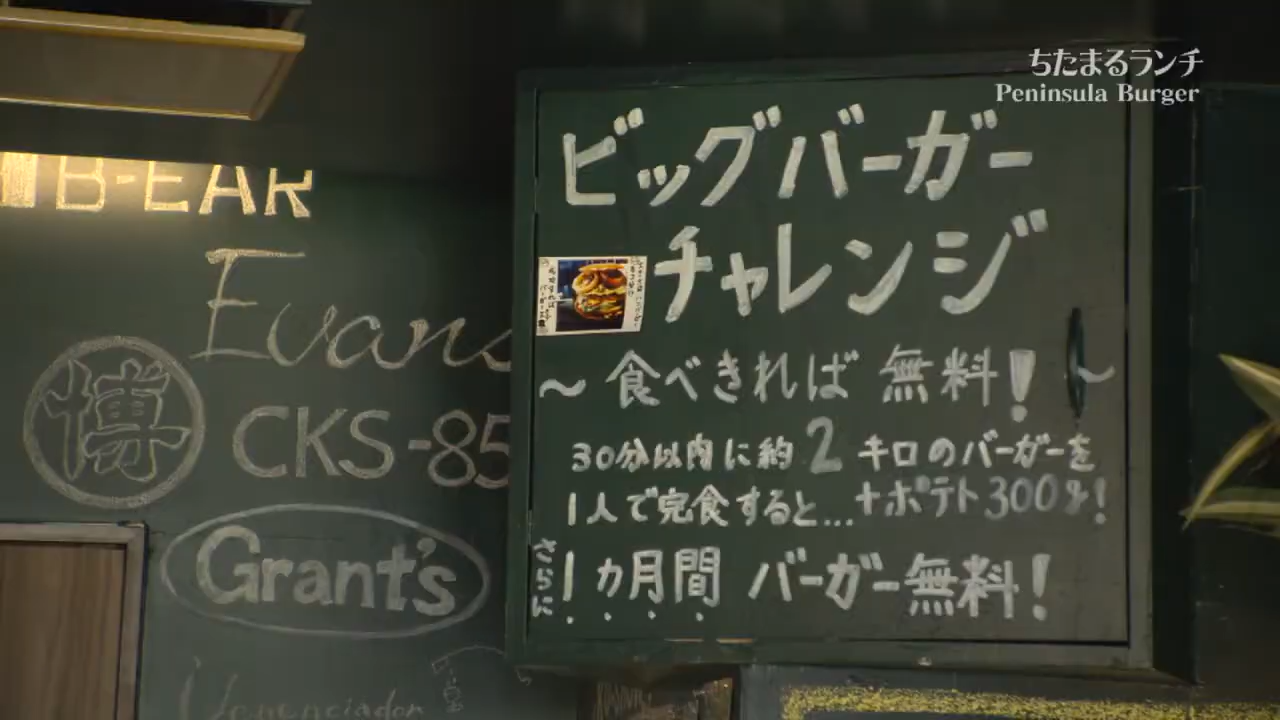 ちたまるランチ
Peninsula Burger
B-EAR
Evans
博
CKS-85
Grant's
Venenciador
ビッグバーガー
チャレンジ
～食べきれば 無料！～
30分以内に約2キロのバーガーを
1人で完食すると...+ポテト300g!
さらに
1ヵ月間 バーガー無料！